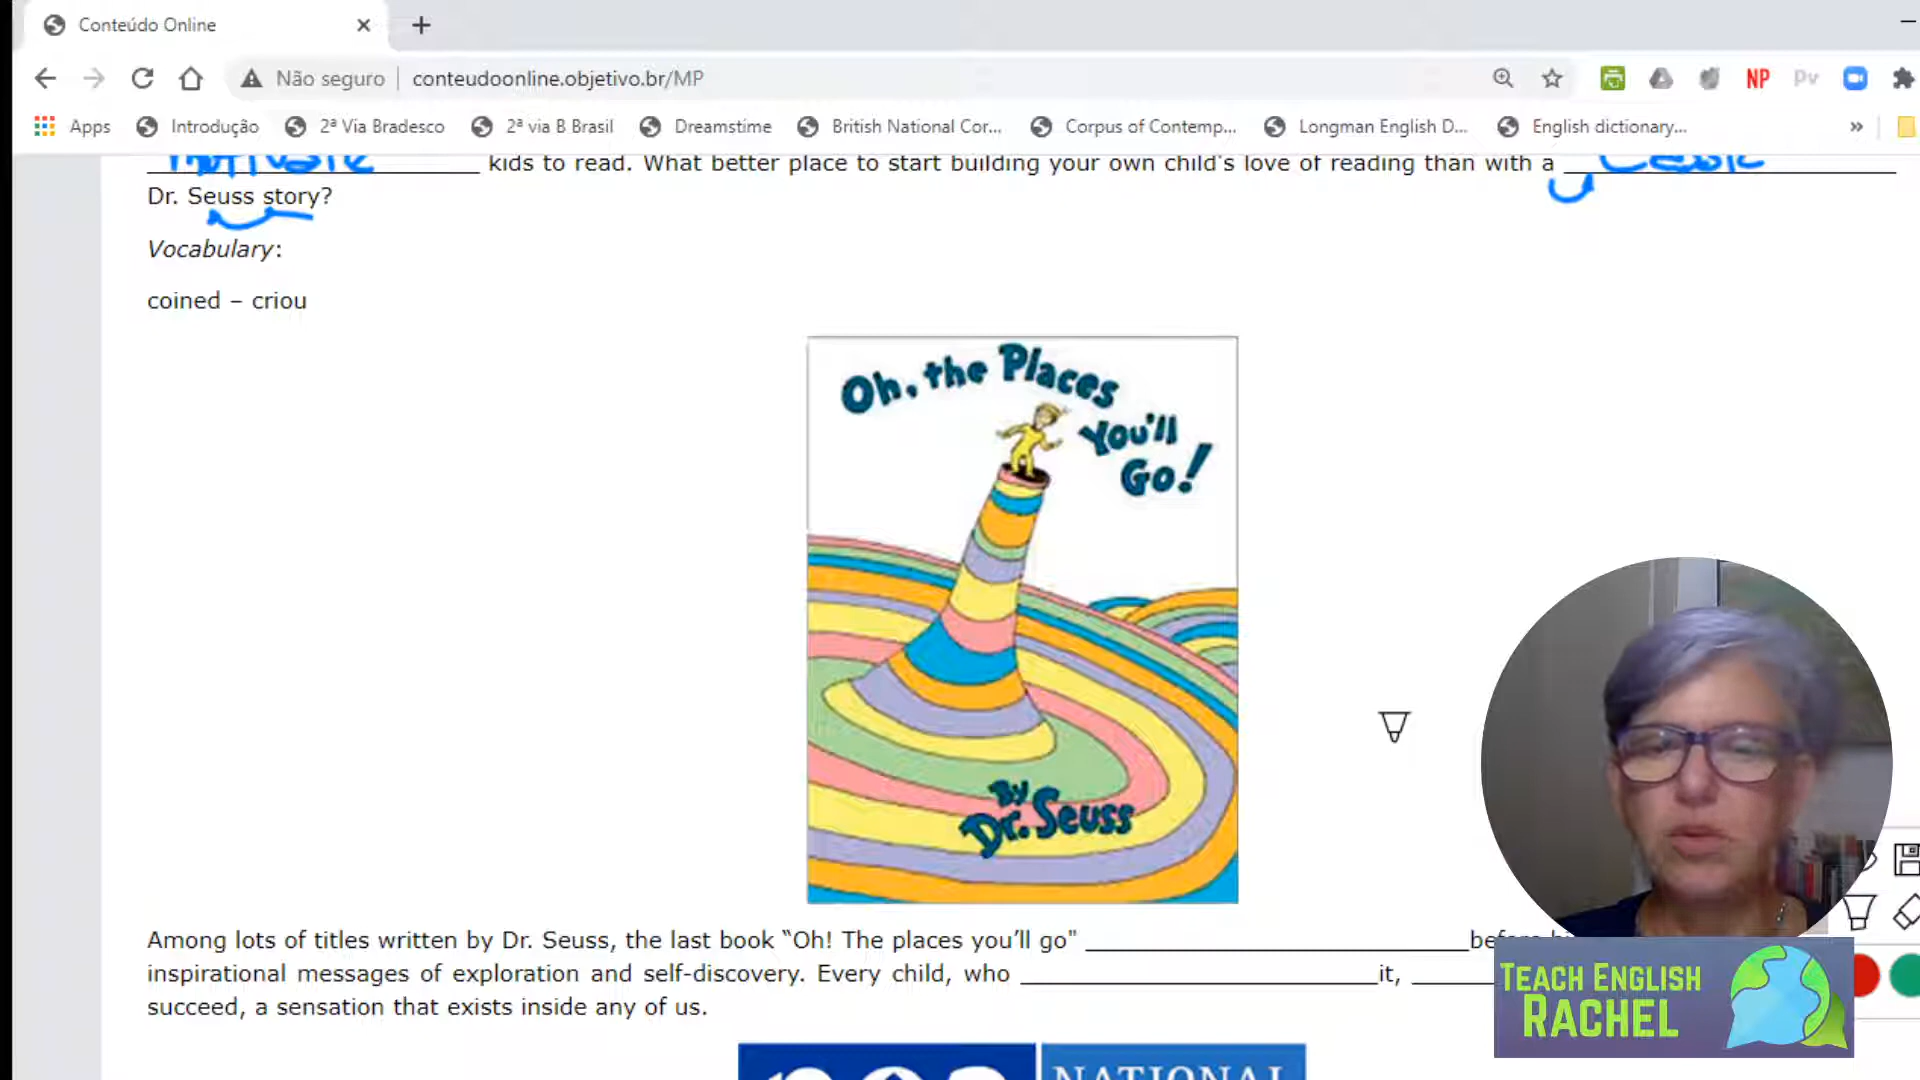 Conteúdo Online
Não seguro conteudoonline.objetivo.br/MP
NP Pv
Apps Introdução 2ª Via Bradesco 2ª via B Brasil Dreamstime British National Cor... Corpus of Contemp... Longman English D... English dictionary... »
kids to read. What better place to start building your own child's love of reading than with a
Dr. Seuss story?
Vocabulary:
coined – criou
Oh, the Places
You'll
Go!
By
Dr. Seuss
Among lots of titles written by Dr. Seuss, the last book “Oh! The places you’ll go"
inspirational messages of exploration and self-discovery. Every child, who it,
succeed, a sensation that exists inside any of us.
TEACH ENGLISH
RACHEL
NATIONAL